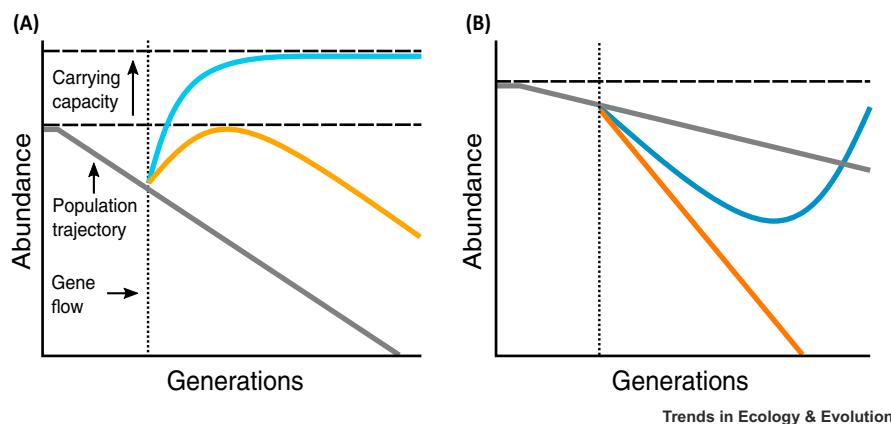 (A)
Carrying
capacity
Population
trajectory
Gene
flow
Abundance
Generations
(B)
Abundance
Generations
Trends in Ecology & Evolution